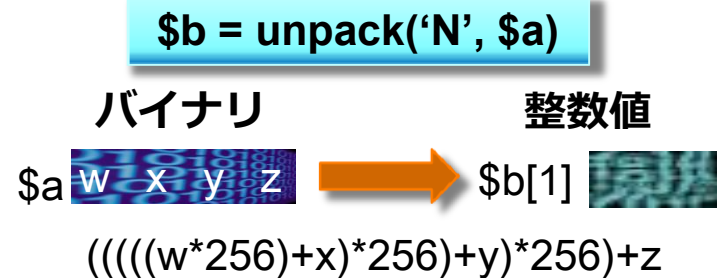 $b = unpack(‘N’, $a)
バイナリ 整数値
$a w x y z $b[1]
(((((w*256)+x)*256)+y)*256)+z